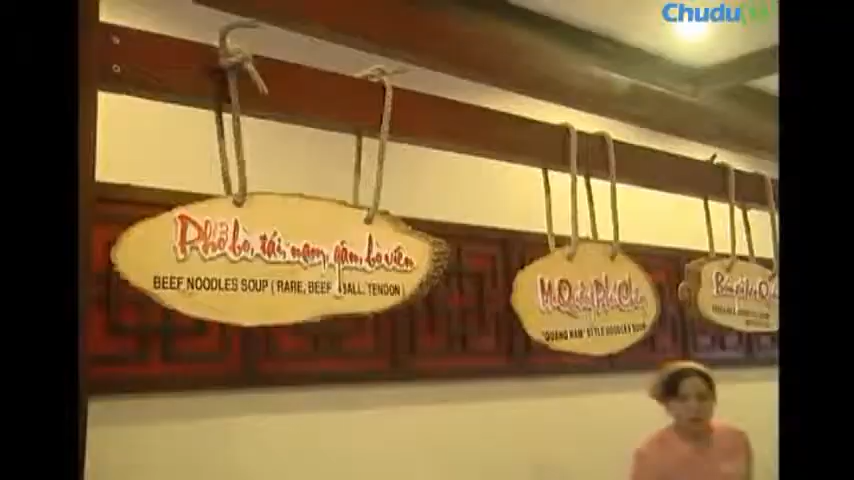 Chudu
Phở bò, tái, nạm, gân, bò viên
BEEF NOODLES SOUP ( RARE, BEEF BALL, TENDON )
Mì Quảng Phú Chiêm
"QUANG NAM" STYLE NOODLE SOUP